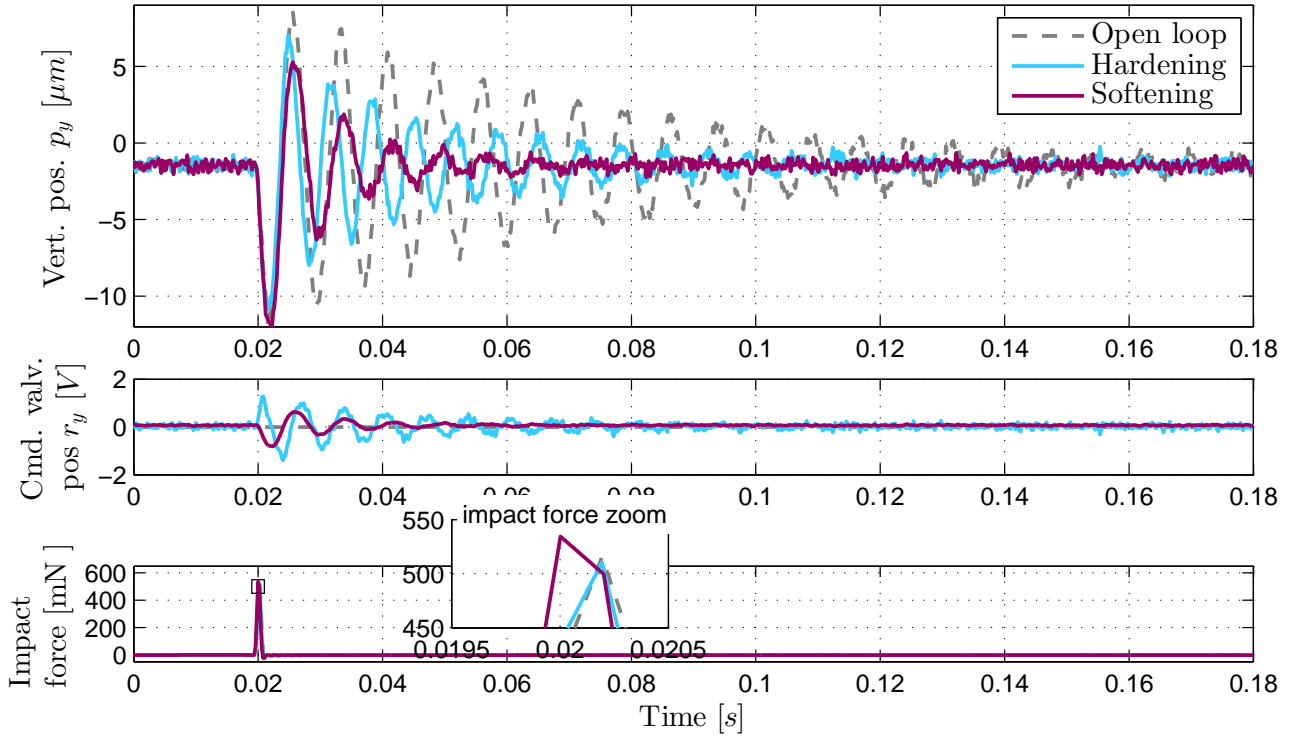 Open loop
Hardening
Softening
Vert. pos. p_y [μm]
5
0
−5
−10
0 0.02 0.04 0.06 0.08 0.1 0.12 0.14 0.16 0.18
Cmd. valv.
pos r_y [V]
2
0
−2
0 0.02 0.04 0.06 0.08 0.1 0.12 0.14 0.16 0.18
impact force zoom
550
500
450
0.0195 0.02 0.0205
Impact
force [mN ]
600
400
200
0
0 0.02 0.04 0.06 0.08 0.1 0.12 0.14 0.16 0.18
Time [s]